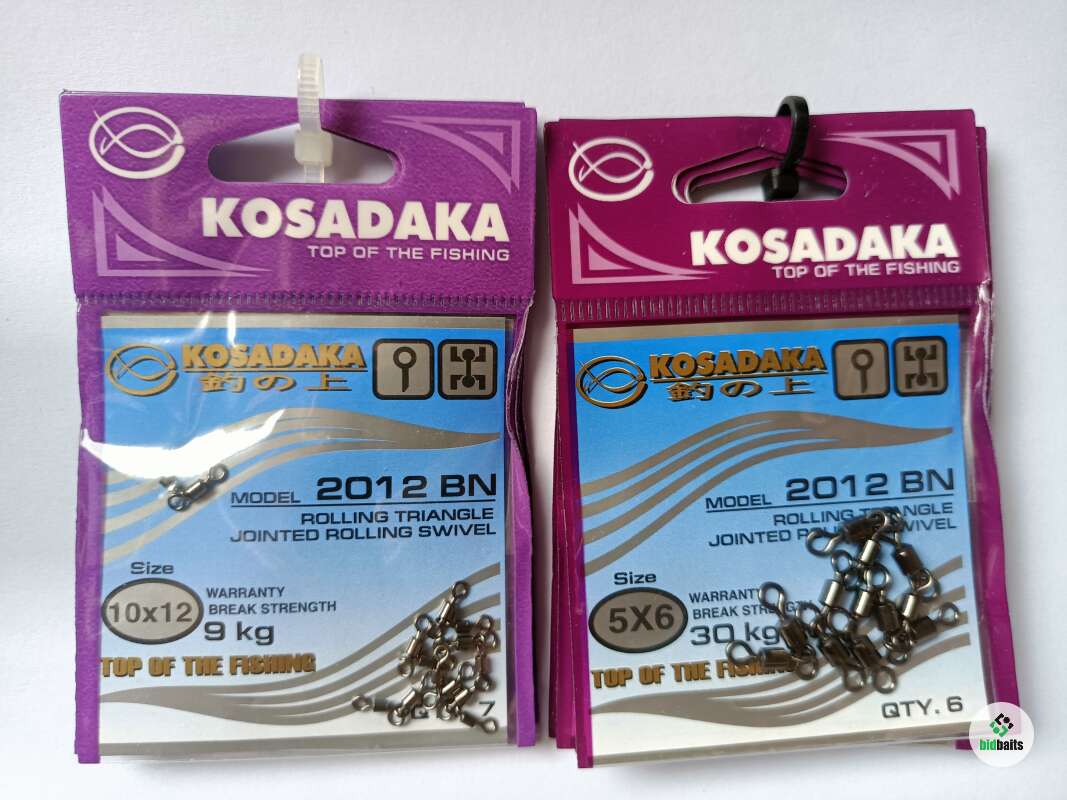 KOSADAKA
TOP OF THE FISHING
KOSADAKA
釣の上
MODEL 2012 BN
ROLLING TRIANGLE
JOINTED ROLLING SWIVEL
Size
10x12
WARRANTY
BREAK STRENGTH
9 kg
TOP OF THE FISHING
7
KOSADAKA
TOP OF THE FISHING
KOSADAKA
釣の上
MODEL 2012 BN
ROLLING TRIANGLE
JOINTED ROLLING SWIVEL
Size
5X6
WARRANTY
BREAK STRENGTH
30 kg
TOP OF THE FISHING
QTY. 6
bidbaits